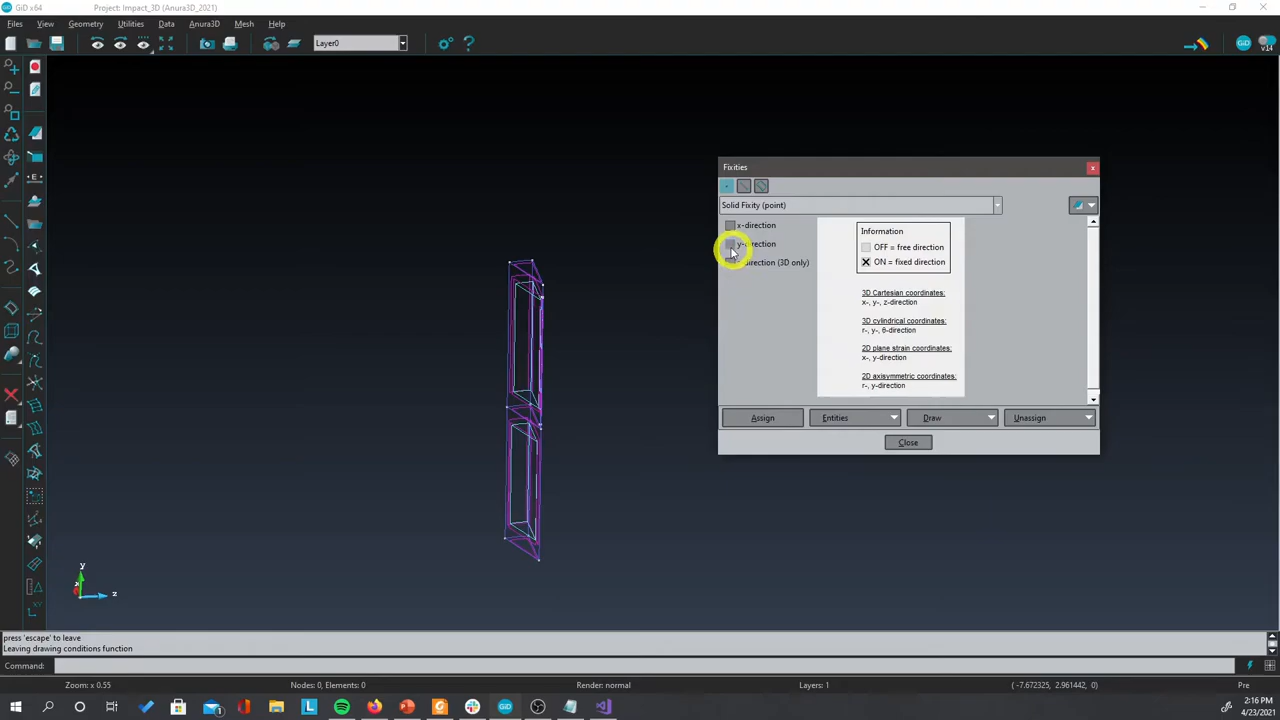 GiD x64 Project: Impact_3D (Anura3D_2021)
Files View Geometry Utilities Data Anura3D Mesh Help
Layer0
GiD
v14
Fixities
x
Solid Fixity (point)
x-direction
Information
y-direction
OFF = free direction
direction (3D only)
ON = fixed direction
3D Cartesian coordinates:
x-, y-, z-direction
3D cylindrical coordinates:
r-, y-, θ-direction
2D plane strain coordinates:
x-, y-direction
2D axisymmetric coordinates:
r-, y-direction
Assign Entities Draw Unassign
Close
y
x
z
press 'escape' to leave
Leaving drawing conditions function
Command:
Zoom: x 0.55 Nodes: 0, Elements: 0 Render: normal Layers: 1 ( -7.672325, 2.961442, 0) Pre
2:16 PM
4/23/2021